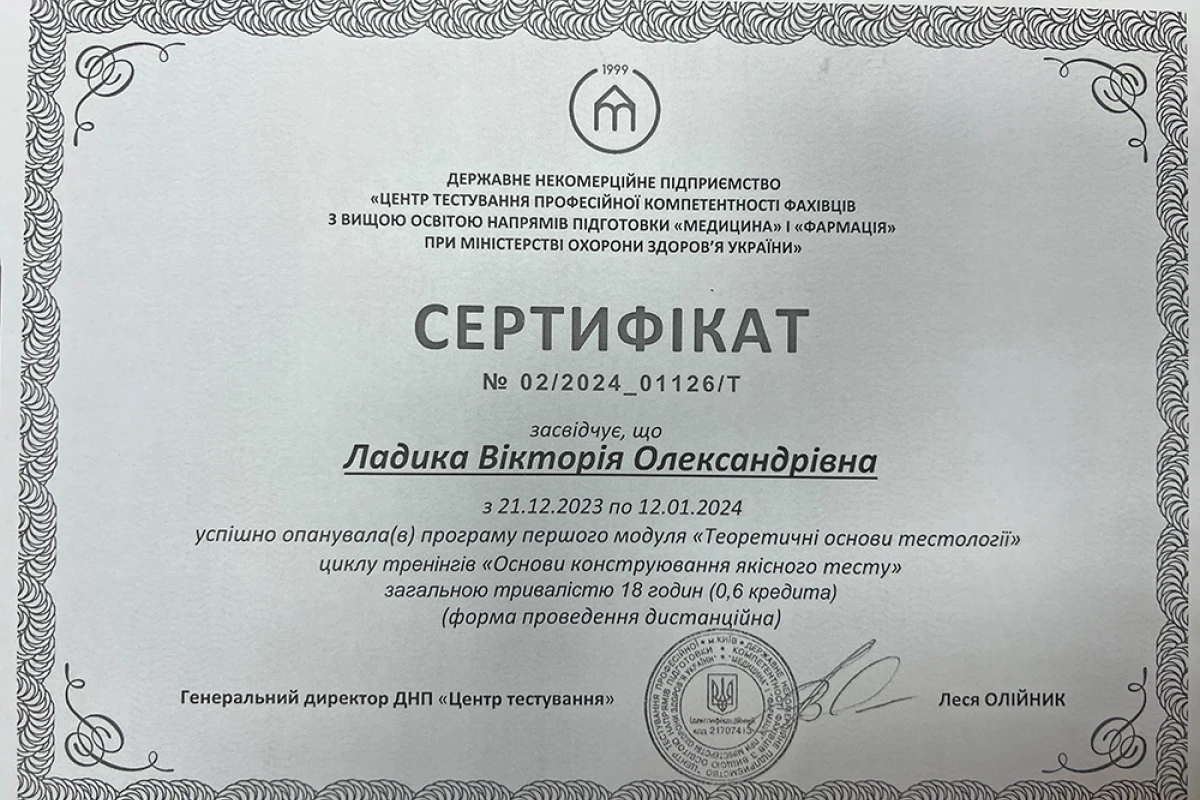 1999
ДЕРЖАВНЕ НЕКОМЕРЦІЙНЕ ПІДПРИЄМСТВО
«ЦЕНТР ТЕСТУВАННЯ ПРОФЕСІЙНОЇ КОМПЕТЕНТНОСТІ ФАХІВЦІВ
З ВИЩОЮ ОСВІТОЮ НАПРЯМІВ ПІДГОТОВКИ «МЕДИЦИНА» І «ФАРМАЦІЯ»
ПРИ МІНІСТЕРСТВІ ОХОРОНИ ЗДОРОВ'Я УКРАЇНИ»
СЕРТИФІКАТ
№ 02/2024_01126/Т
засвідчує, що
Ладика Вікторія Олександрівна
з 21.12.2023 по 12.01.2024
успішно опанувала(в) програму першого модуля «Теоретичні основи тестології»
циклу тренінгів «Основи конструювання якісного тесту»
загальною тривалістю 18 годин (0,6 кредита)
(форма проведення дистанційна)
Генеральний директор ДНП «Центр тестування»
Ідентифікаційний
код 21707413
Леся ОЛІЙНИК